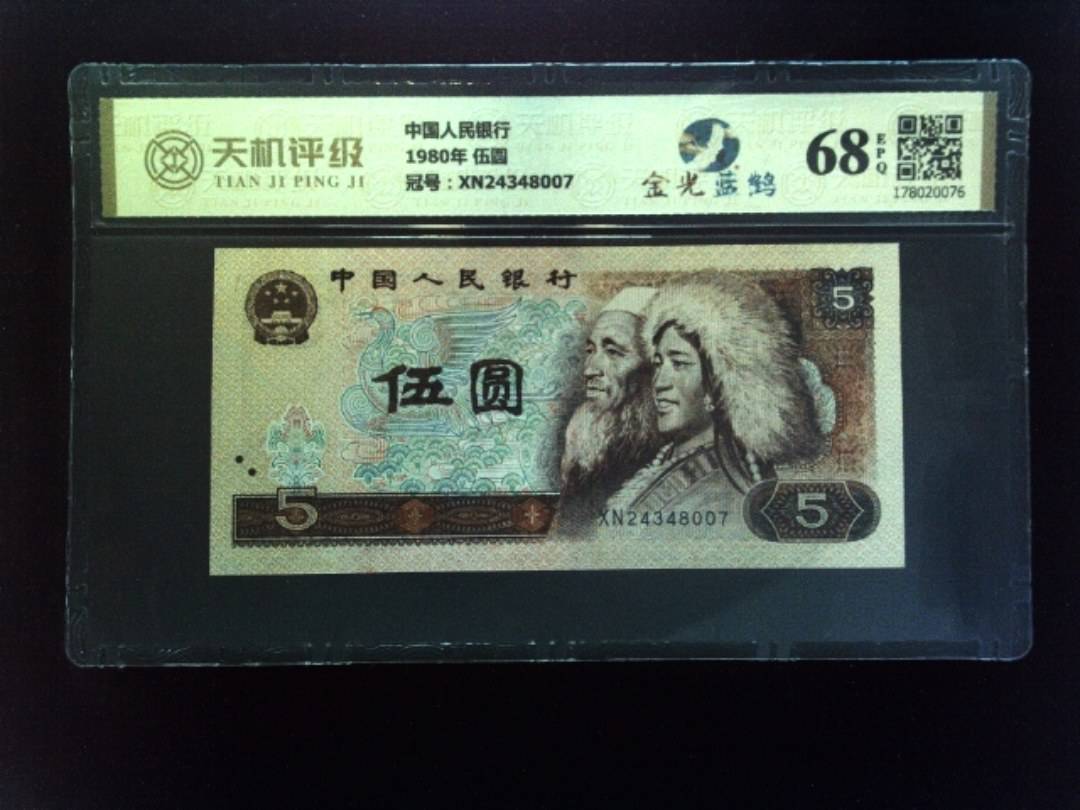 天机评级
TIAN JI PING JI
中国人民银行
1980年 伍圆
冠号：XN24348007
金光蓝鹤
68
EPQ
178020076
中国人民银行
5
伍圆
5
XN24348007
5